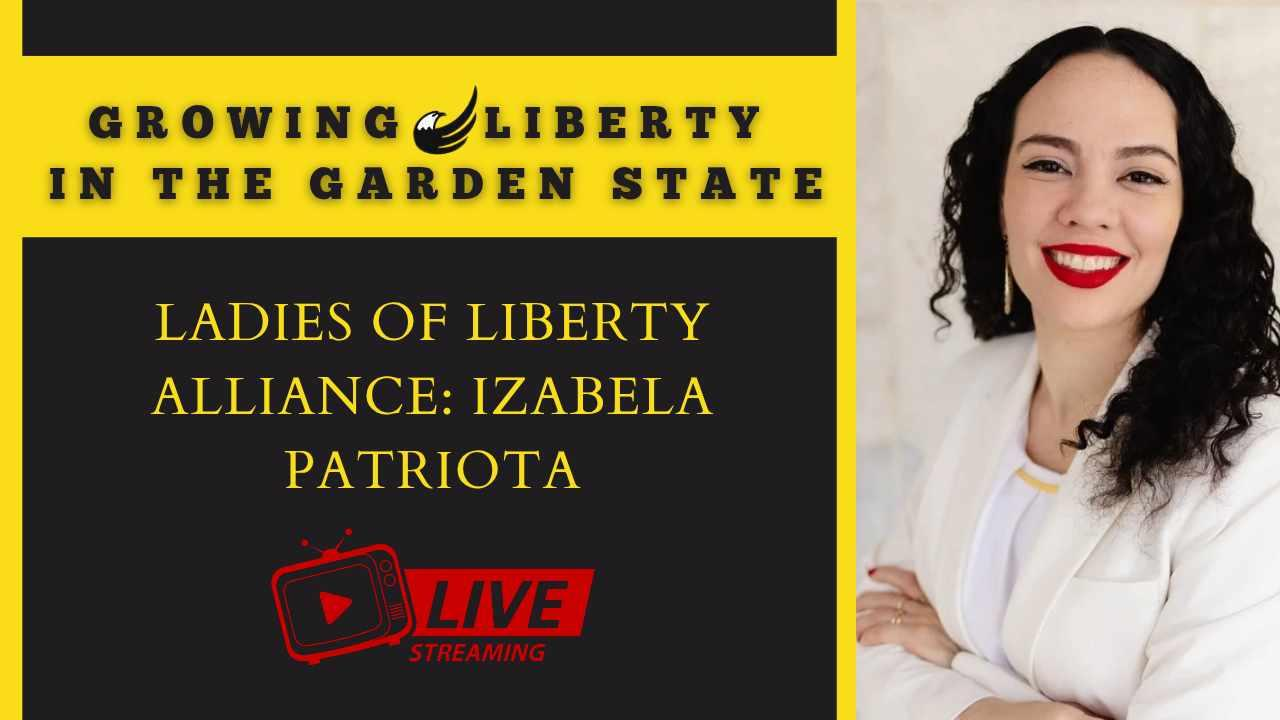 GROWING LIBERTY
IN THE GARDEN STATE
LADIES OF LIBERTY
ALLIANCE: IZABELA
PATRIOTA
LIVE
STREAMING